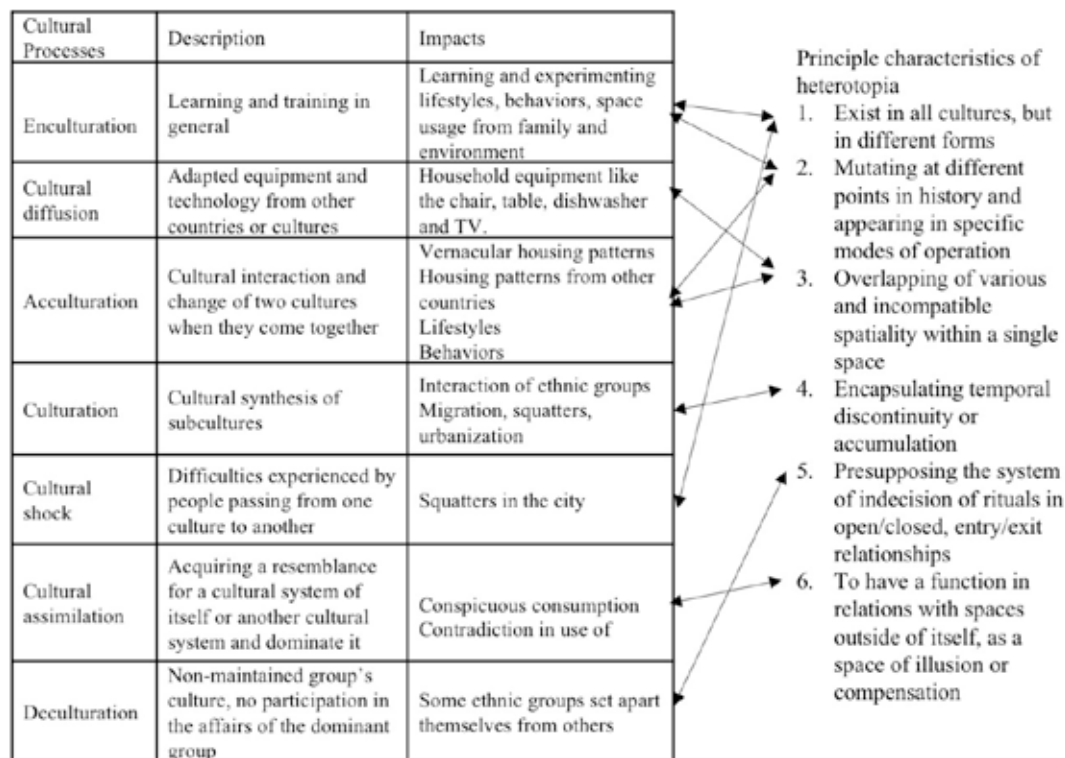 Cultural
Processes
Description
Impacts
Enculturation
Learning and training in
general
Learning and experimenting
lifestyles, behaviors, space
usage from family and
environment
Cultural
diffusion
Adapted equipment and
technology from other
countries or cultures
Household equipment like
the chair, table, dishwasher
and TV.
Acculturation
Cultural interaction and
change of two cultures
when they come together
Vernacular housing patterns
Housing patterns from other
countries
Lifestyles
Behaviors
Culturation
Cultural synthesis of
subcultures
Interaction of ethnic groups
Migration, squatters,
urbanization
Cultural
shock
Difficulties experienced by
people passing from one
culture to another
Squatters in the city
Cultural
assimilation
Acquiring a resemblance
for a cultural system of
itself or another cultural
system and dominate it
Conspicuous consumption
Contradiction in use of
Deculturation
Non-maintained group's
culture, no participation in
the affairs of the dominant
group
Some ethnic groups set apart
themselves from others
Principle characteristics of
heterotopia
1. Exist in all cultures, but
in different forms
2. Mutating at different
points in history and
appearing in specific
modes of operation
3. Overlapping of various
and incompatible
spatiality within a single
space
4. Encapsulating temporal
discontinuity or
accumulation
5. Presupposing the system
of indecision of rituals in
open/closed, entry/exit
relationships
6. To have a function in
relations with spaces
outside of itself, as a
space of illusion or
compensation